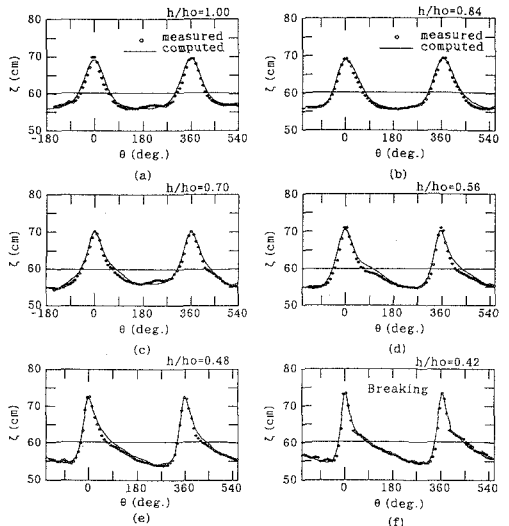 h/ho=1.00
80
70
60
50
ζ (cm)
∘ measured
— computed
-180 0 180 360 540
θ (deg.)
(a)
h/ho=0.84
80
70
60
50
ζ (cm)
∘ measured
— computed
0 180 360 540
θ (deg.)
(b)
h/ho=0.70
80
70
60
50
ζ (cm)
-180 0 180 360 540
θ (deg.)
(c)
h/ho=0.56
80
70
60
50
ζ (cm)
0 180 360 540
θ (deg.)
(d)
h/ho=0.48
80
70
60
50
ζ (cm)
0 180 360 540
θ (deg.)
(e)
h/ho=0.42
80
70
60
50
ζ (cm)
Breaking
0 180 360 540
θ (deg.)
(f)